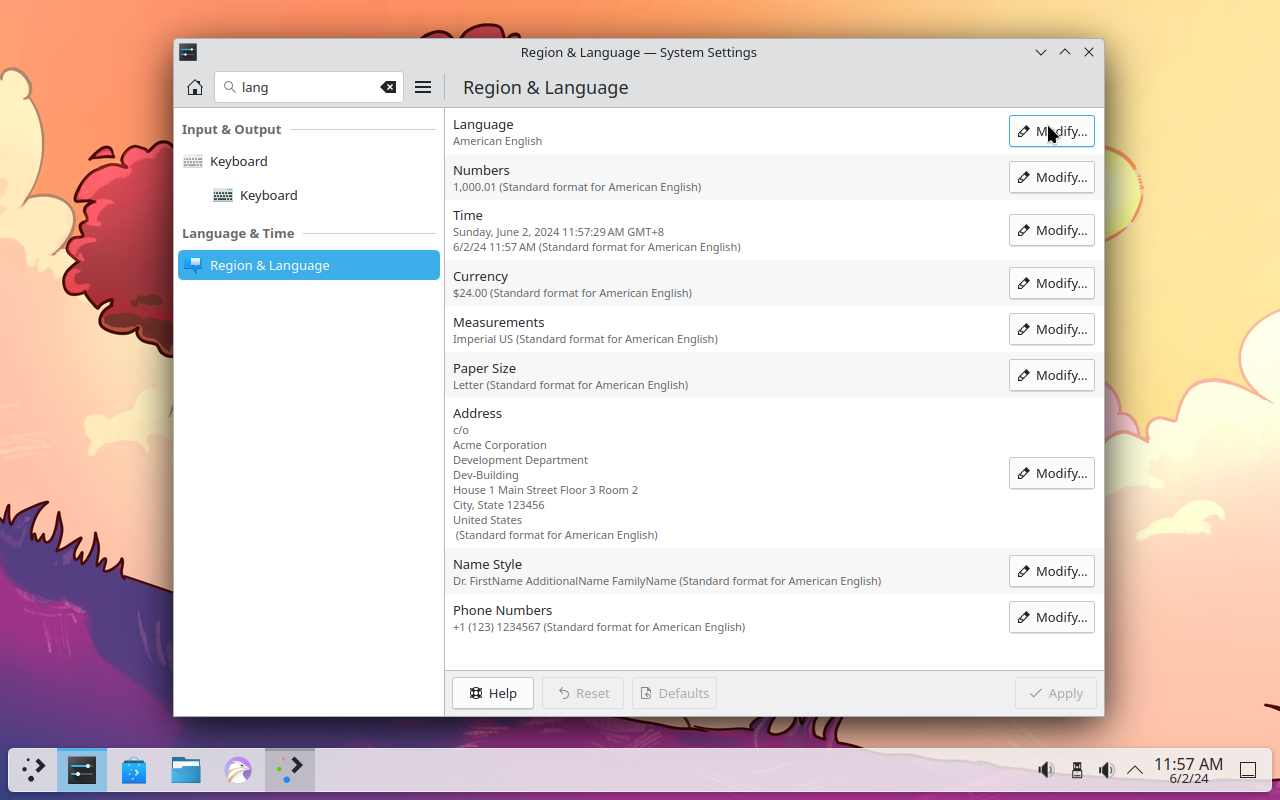 Region & Language — System Settings
lang
Region & Language
Input & Output
Keyboard
Keyboard
Language & Time
Region & Language
Language
American English
Modify...
Numbers
1,000.01 (Standard format for American English)
Modify...
Time
Sunday, June 2, 2024 11:57:29 AM GMT+8
6/2/24 11:57 AM (Standard format for American English)
Modify...
Currency
$24.00 (Standard format for American English)
Modify...
Measurements
Imperial US (Standard format for American English)
Modify...
Paper Size
Letter (Standard format for American English)
Modify...
Address
c/o
Acme Corporation
Development Department
Dev-Building
House 1 Main Street Floor 3 Room 2
City, State 123456
United States
(Standard format for American English)
Modify...
Name Style
Dr. FirstName AdditionalName FamilyName (Standard format for American English)
Modify...
Phone Numbers
+1 (123) 1234567 (Standard format for American English)
Modify...
Help
Reset
Defaults
Apply
11:57 AM
6/2/24